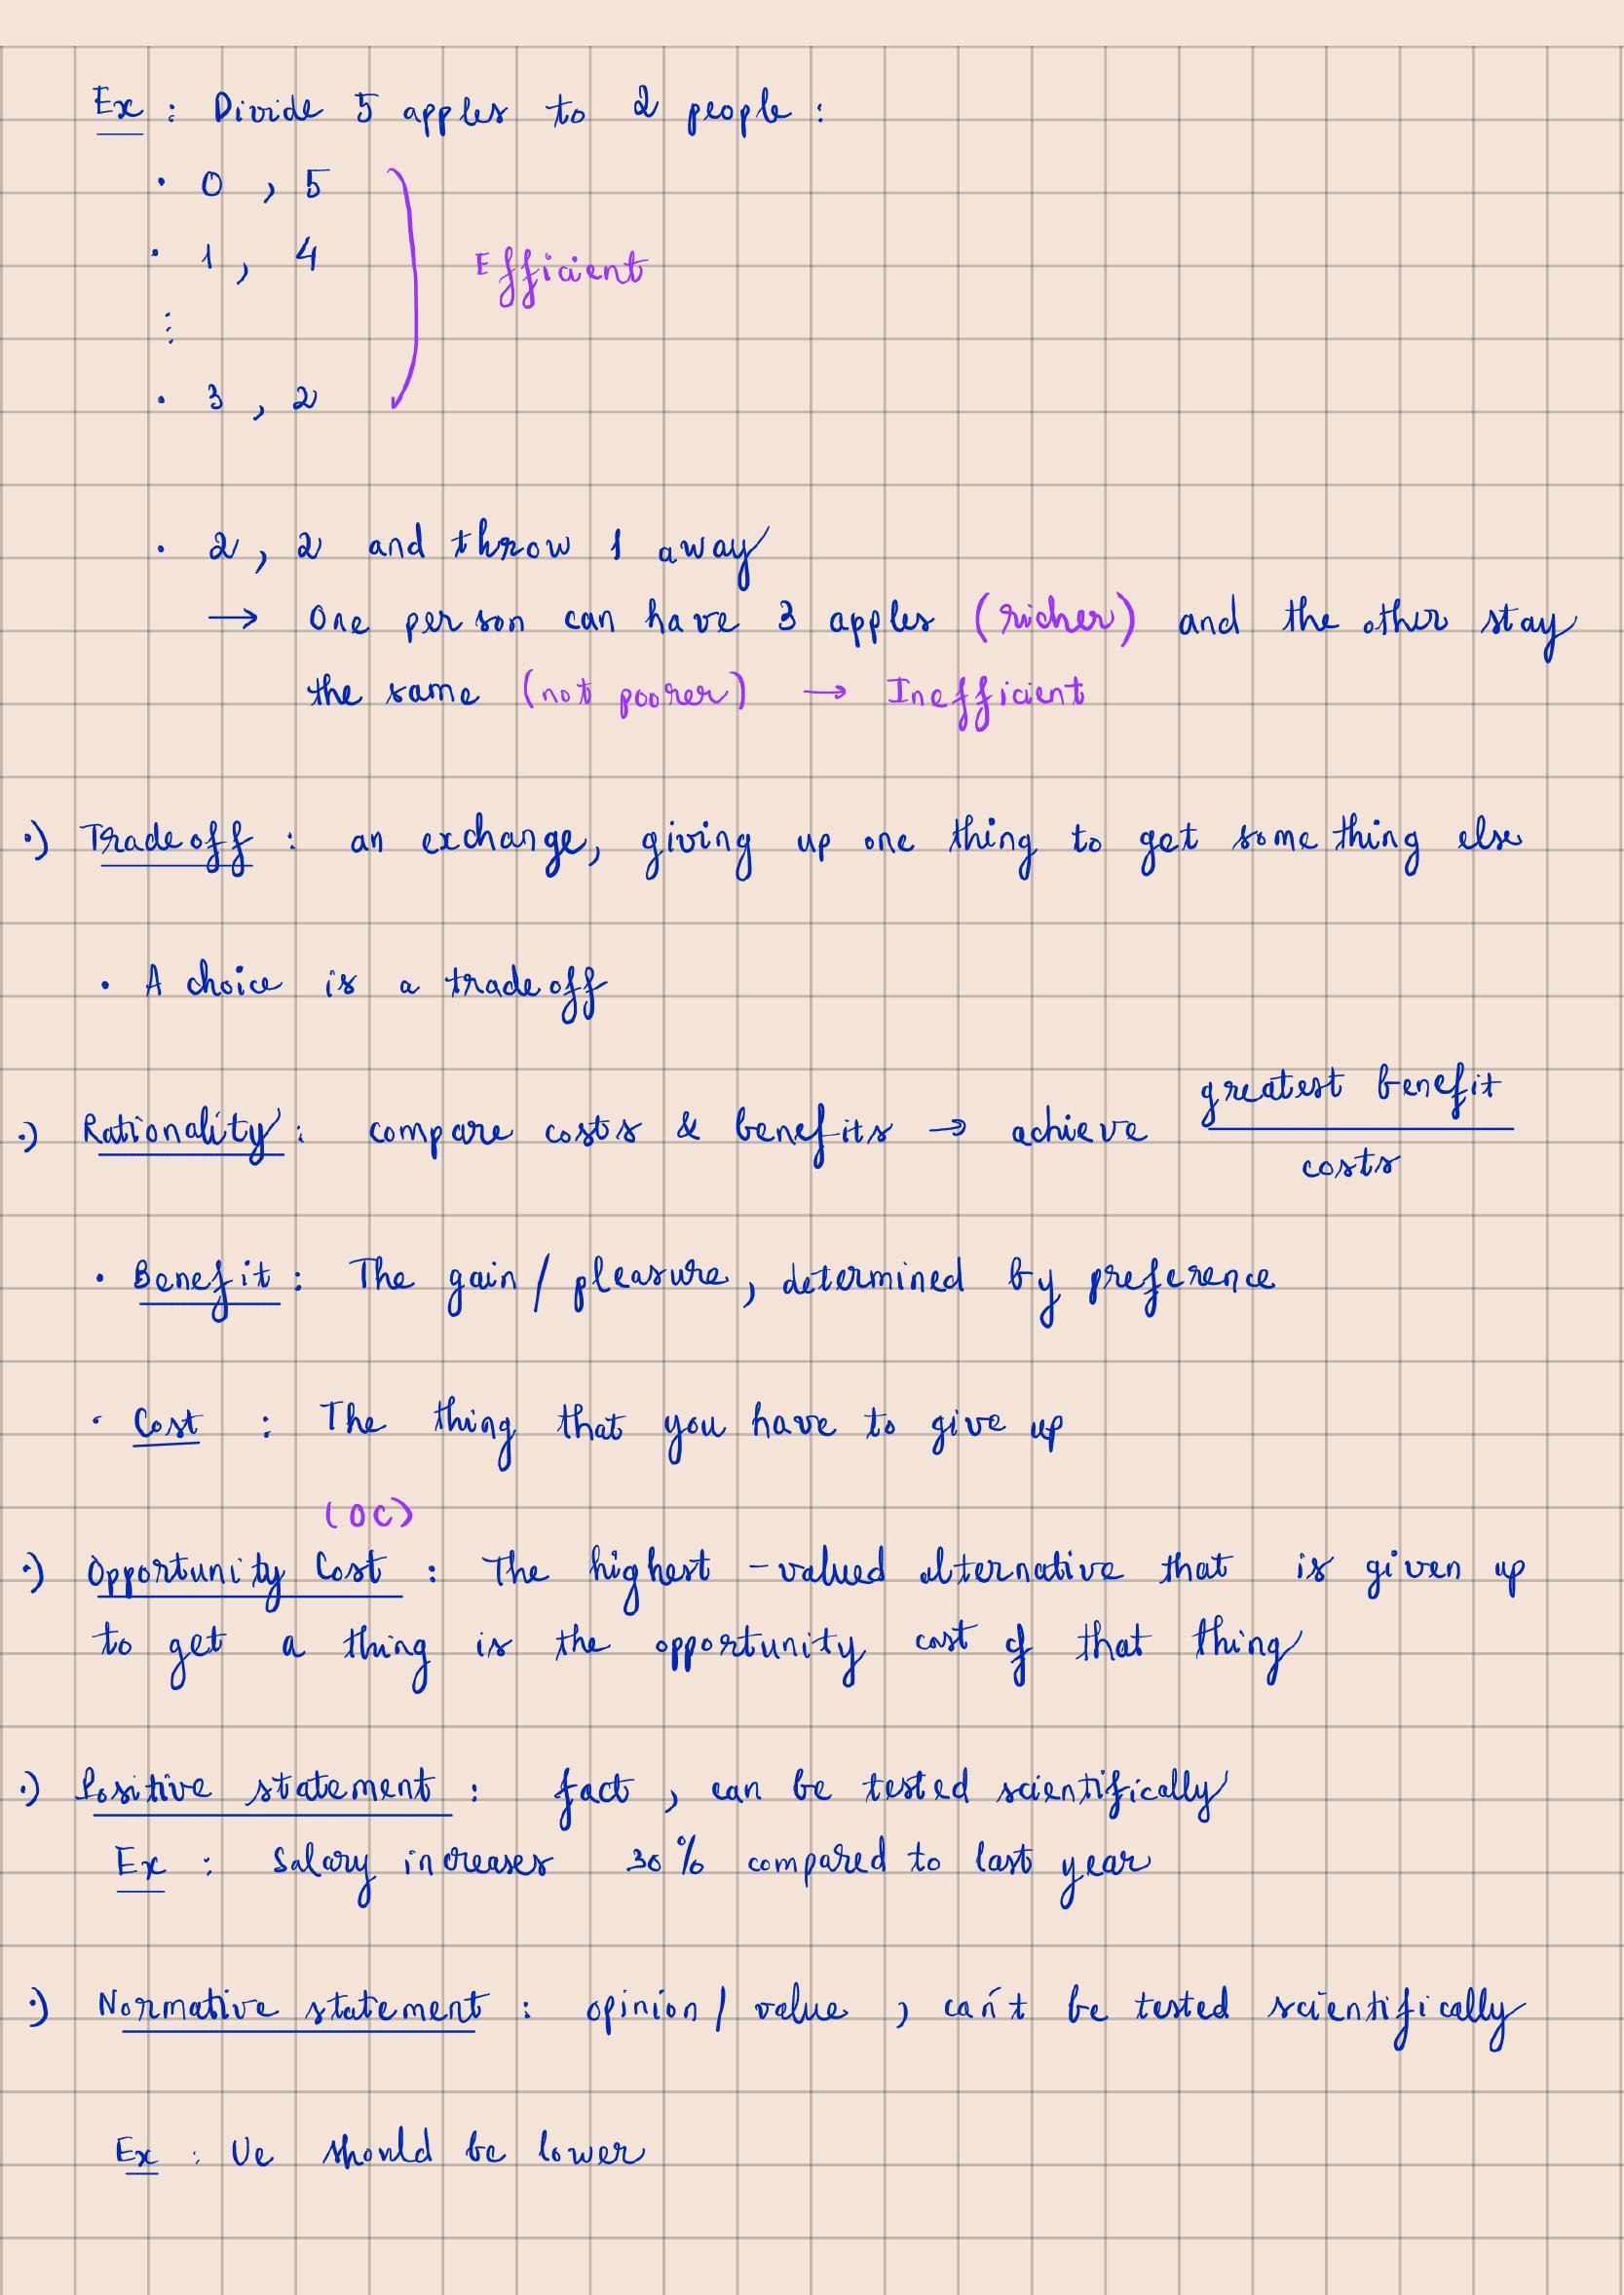 Ex : Divide 5 apples to 2 people :
• 0 , 5
• 1 , 4
Efficient
⋮
• 3 , 2
• 2 , 2 and throw 1 away
→ One person can have 3 apples (richer) and the other stay
the same (not poorer) → Inefficient
•) Tradeoff : an exchange, giving up one thing to get something else
• A choice is a tradeoff
•) Rationality : compare costs & benefits → achieve greatest benefit / costs
• Benefit : The gain / pleasure, determined by preference
• Cost : The thing that you have to give up
(OC)
•) Opportunity Cost : The highest-valued alternative that is given up
to get a thing is the opportunity cost of that thing
•) Positive statement : fact , can be tested scientifically
Ex : Salary increases 30% compared to last year
•) Normative statement : opinion / value , can't be tested scientifically
Ex : Ue should be lower